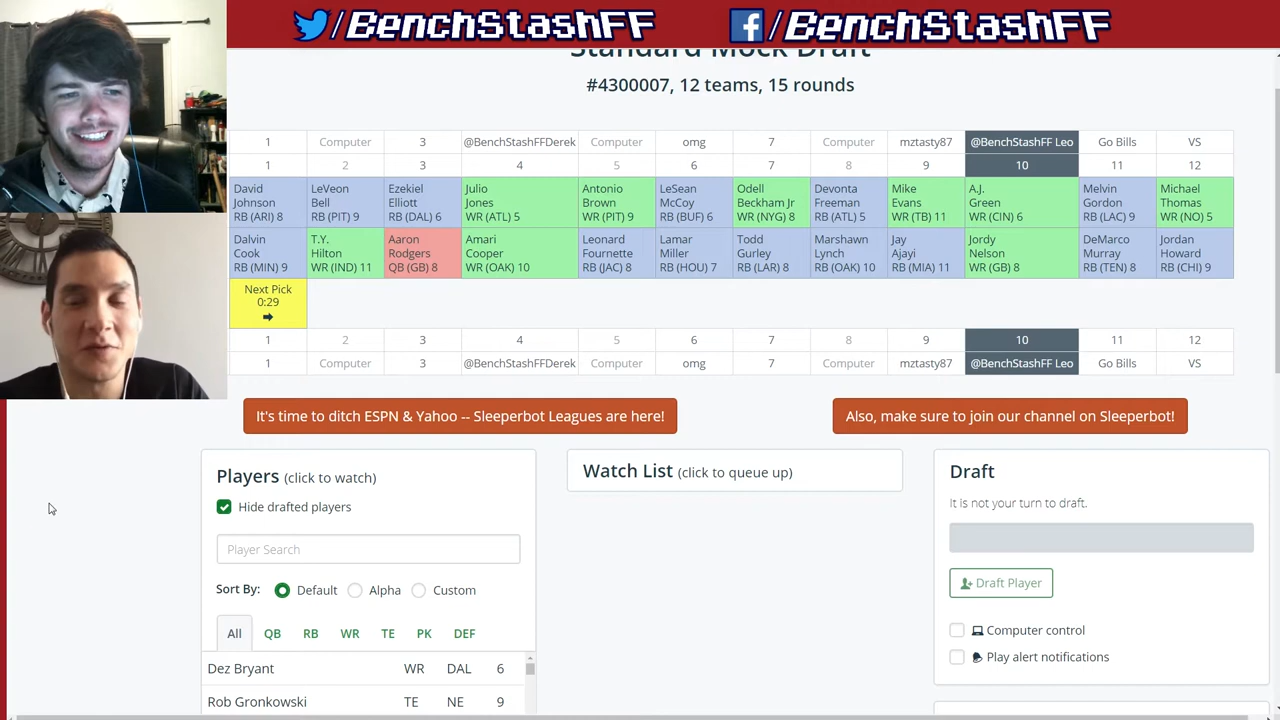 /BenchStashFF /BenchStashFF
Standard Mock Draft
#4300007, 12 teams, 15 rounds
1 Computer 3 @BenchStashFFDerek Computer omg 7 Computer mztasty87 @BenchStashFF Leo Go Bills VS
1 2 3 4 5 6 7 8 9 10 11 12
David LeVeon Ezekiel Julio Antonio LeSean Odell Devonta Mike A.J. Melvin Michael
Johnson Bell Elliott Jones Brown McCoy Beckham Jr Freeman Evans Green Gordon Thomas
RB (ARI) 8 RB (PIT) 9 RB (DAL) 6 WR (ATL) 5 WR (PIT) 9 RB (BUF) 6 WR (NYG) 8 RB (ATL) 5 WR (TB) 11 WR (CIN) 6 RB (LAC) 9 WR (NO) 5
Dalvin T.Y. Aaron Amari Leonard Lamar Todd Marshawn Jay Jordy DeMarco Jordan
Cook Hilton Rodgers Cooper Fournette Miller Gurley Lynch Ajayi Nelson Murray Howard
RB (MIN) 9 WR (IND) 11 QB (GB) 8 WR (OAK) 10 RB (JAC) 8 RB (HOU) 7 RB (LAR) 8 RB (OAK) 10 RB (MIA) 11 WR (GB) 8 RB (TEN) 8 RB (CHI) 9
Next Pick
0:29
1 2 3 4 5 6 7 8 9 10 11 12
1 Computer 3 @BenchStashFFDerek Computer omg 7 Computer mztasty87 @BenchStashFF Leo Go Bills VS
It's time to ditch ESPN & Yahoo -- Sleeperbot Leagues are here! Also, make sure to join our channel on Sleeperbot!
Players (click to watch)
Hide drafted players
Player Search
Sort By: Default Alpha Custom
All QB RB WR TE PK DEF
Dez Bryant WR DAL 6
Rob Gronkowski TE NE 9
Watch List (click to queue up)
Draft
It is not your turn to draft.
Draft Player
Computer control
Play alert notifications